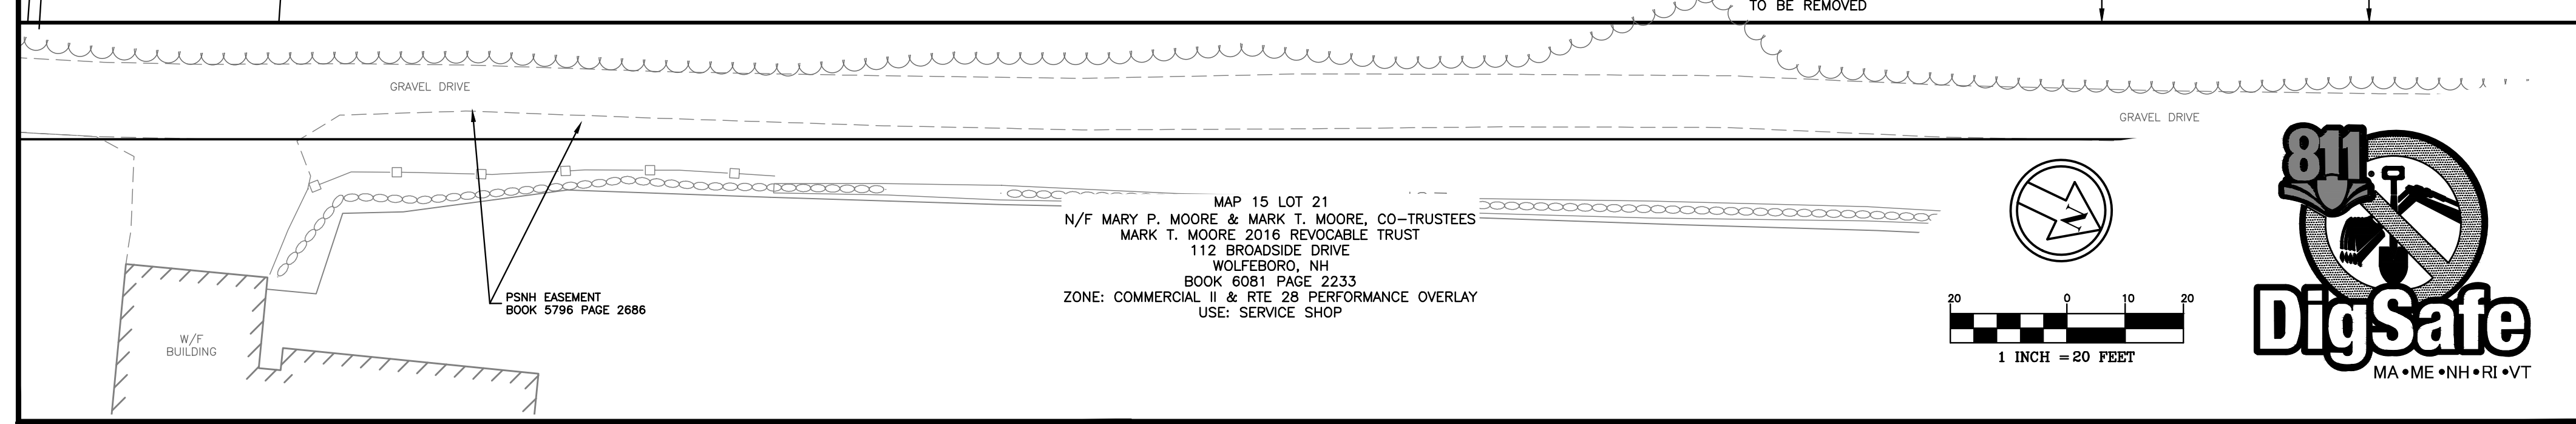 TO BE REMOVED
GRAVEL DRIVE
GRAVEL DRIVE
811
MAP 15 LOT 21
N/F MARY P. MOORE & MARK T. MOORE, CO-TRUSTEES
MARK T. MOORE 2016 REVOCABLE TRUST
112 BROADSIDE DRIVE
WOLFEBORO, NH
BOOK 6081 PAGE 2233
ZONE: COMMERCIAL II & RTE 28 PERFORMANCE OVERLAY
USE: SERVICE SHOP
N
PSNH EASEMENT
BOOK 5796 PAGE 2686
W/F
BUILDING
20 0 10 20
1 INCH = 20 FEET
DigSafe
MA•ME•NH•RI•VT